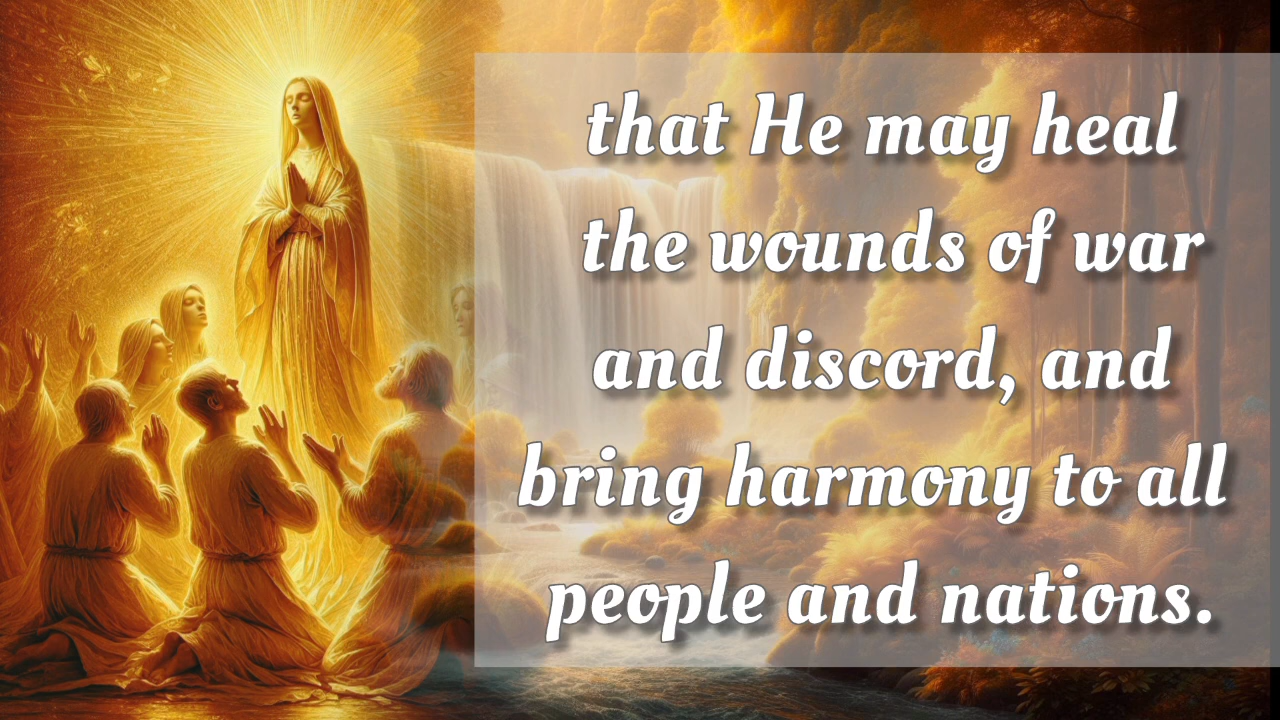 that He may heal
the wounds of war
and discord, and
bring harmony to all
people and nations.